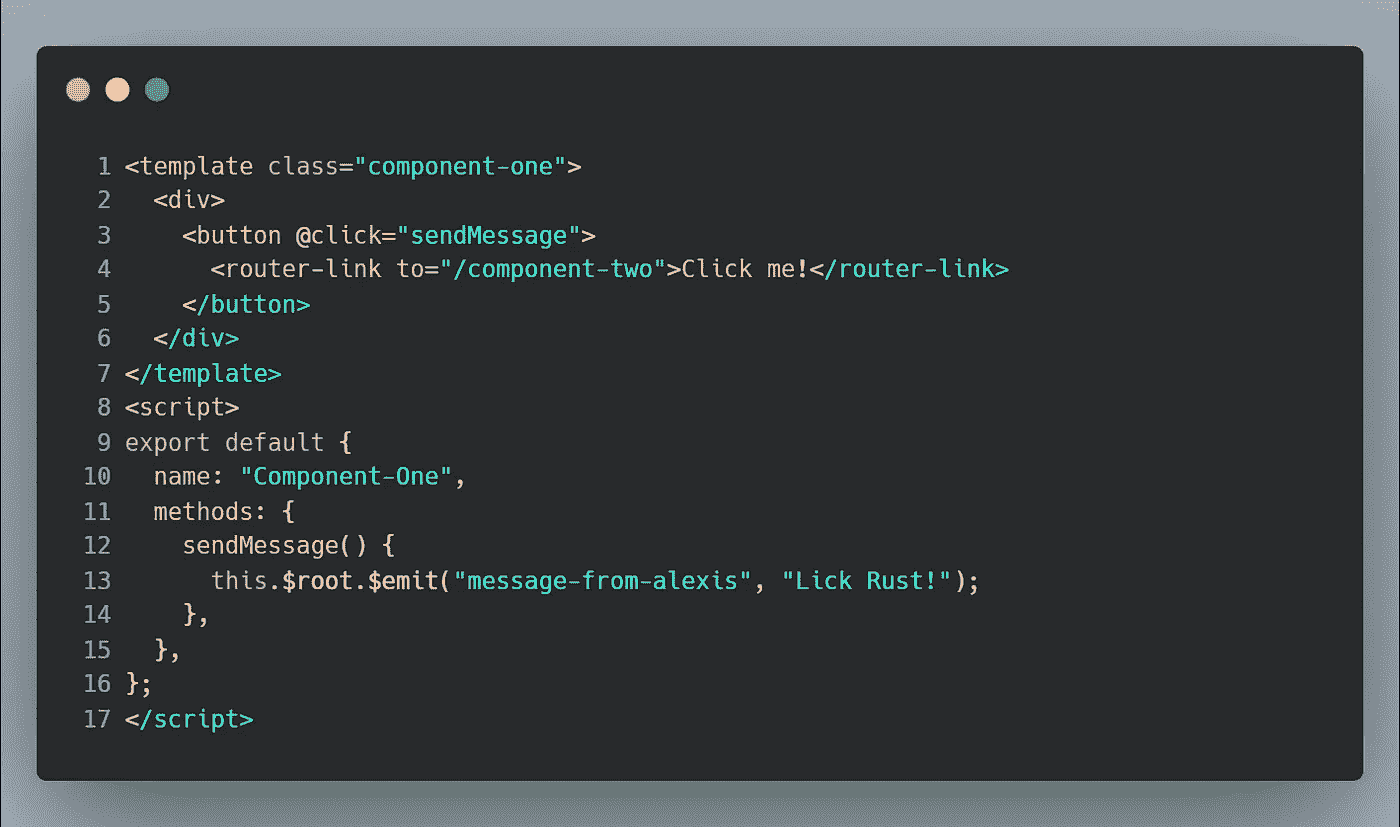 1 <template class="component-one">
2   <div>
3     <button @click="sendMessage">
4       <router-link to="/component-two">Click me!</router-link>
5     </button>
6   </div>
7 </template>
8 <script>
9 export default {
10   name: "Component-One",
11   methods: {
12     sendMessage() {
13       this.$root.$emit("message-from-alexis", "Lick Rust!");
14     },
15   },
16 };
17 </script>